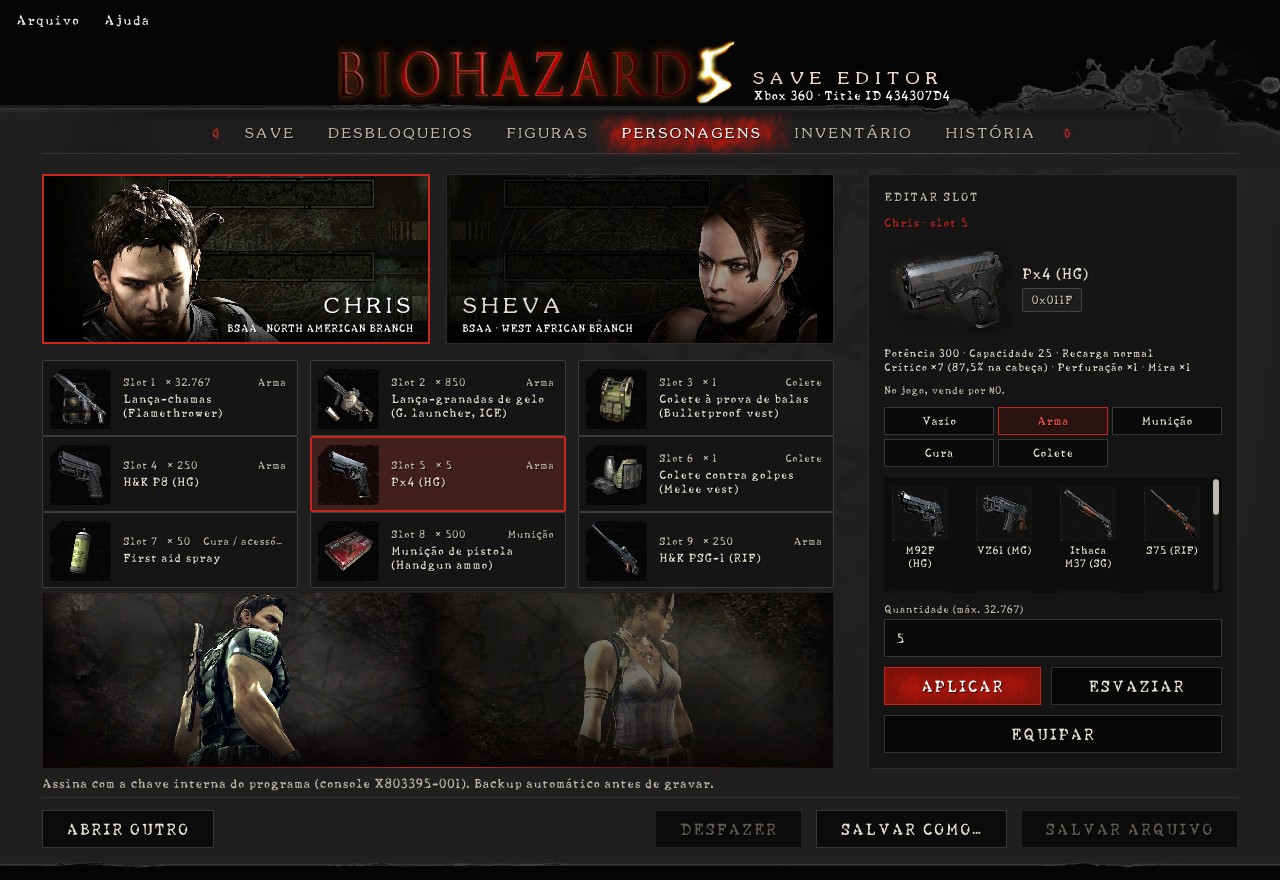 Arquivo Ajuda
BIOHAZARD 5
SAVE EDITOR
Xbox 360 · Title ID 434307D4
SAVE DESBLOQUEIOS FIGURAS PERSONAGENS INVENTÁRIO HISTÓRIA
CHRIS
BSAA · NORTH AMERICAN BRANCH
SHEVA
BSAA · WEST AFRICAN BRANCH
Slot 1 ×32.767 Arma
Lança-chamas
(Flamethrower)
Slot 2 ×850 Arma
Lança-granadas de gelo
(G. launcher, ICE)
Slot 3 ×1 Colete
Colete à prova de balas
(Bulletproof vest)
Slot 4 ×250 Arma
H&K P8 (HG)
Slot 5 ×5 Arma
Px4 (HG)
Slot 6 ×1 Colete
Colete contra golpes
(Melee vest)
Slot 7 ×50 Cura / acessó…
First aid spray
Slot 8 ×500 Munição
Munição de pistola
(Handgun ammo)
Slot 9 ×250 Arma
H&K PSG-1 (RIF)
EDITAR SLOT
Chris · slot 5
Px4 (HG)
0x011F
Potência 300 · Capacidade 25 · Recarga normal
Crítico ×7 (87,5% na cabeça) · Perfuração ×1 · Mira ×1
No jogo, vende por ₦0.
Vazio Arma Munição
Cura Colete
M92F
(HG)
VZ61 (MG)
Ithaca
M37 (SG)
S75 (RIF)
Quantidade (máx. 32.767)
5
APLICAR ESVAZIAR
EQUIPAR
Assina com a chave interna do programa (console X803395-001). Backup automático antes de gravar.
ABRIR OUTRO DESFAZER SALVAR COMO… SALVAR ARQUIVO